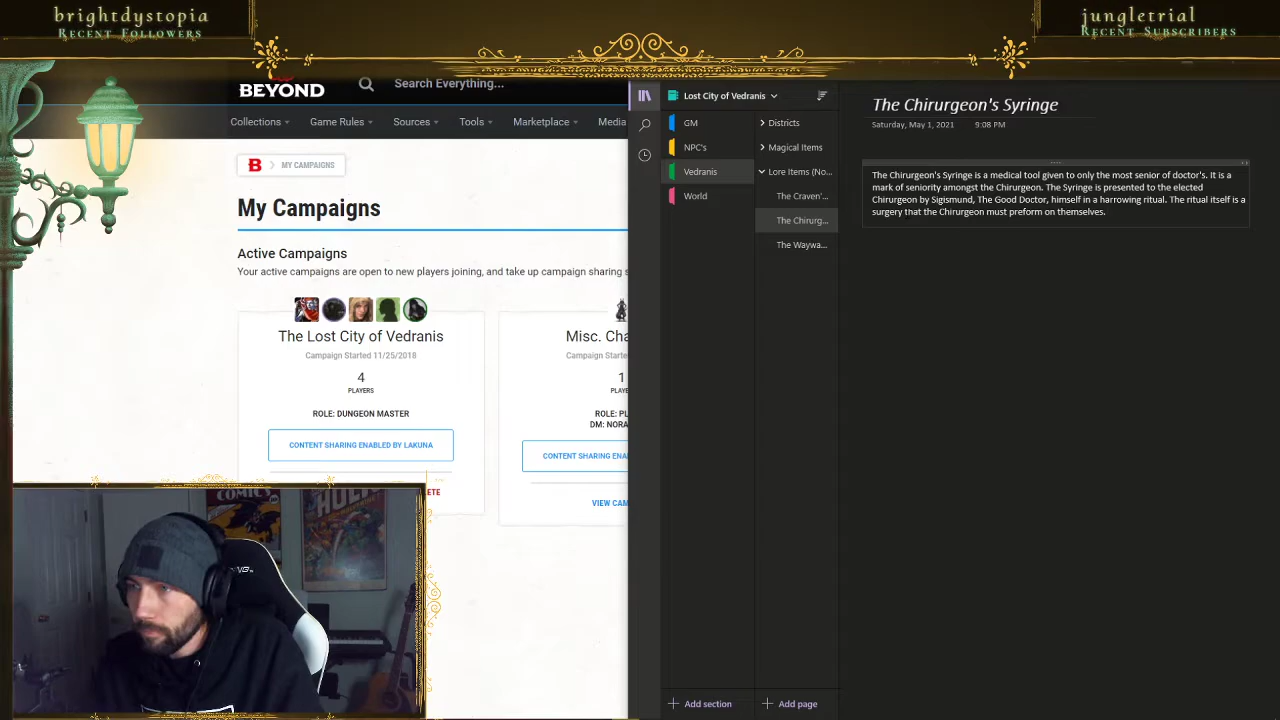 brightdystopia
Recent Followers
jungletrial
Recent Subscribers
BEYOND
Search Everything...
Collections
Game Rules
Sources
Tools
Marketplace
Media
B
MY CAMPAIGNS
My Campaigns
Active Campaigns
Your active campaigns are open to new players joining, and take up campaign sharing s
The Lost City of Vedranis
Campaign Started 11/25/2018
4
PLAYERS
ROLE: DUNGEON MASTER
CONTENT SHARING ENABLED BY LAKUNA
ETE
Misc. Cha
Campaign Starte
1
PLAYE
ROLE: PL
DM: NORA
CONTENT SHARING ENA
VIEW CAM
COMICS
HULK
Lost City of Vedranis
GM
NPC's
Vedranis
World
Districts
Magical Items
Lore Items (No...
The Craven'...
The Chirurg...
The Waywa...
Add section
Add page
The Chirurgeon's Syringe
Saturday, May 1, 2021 9:08 PM
The Chirurgeon's Syringe is a medical tool given to only the most senior of doctor's. It is a
mark of seniority amongst the Chirurgeon. The Syringe is presented to the elected
Chirurgeon by Sigismund, The Good Doctor, himself in a harrowing ritual. The ritual itself is a
surgery that the Chirurgeon must preform on themselves.